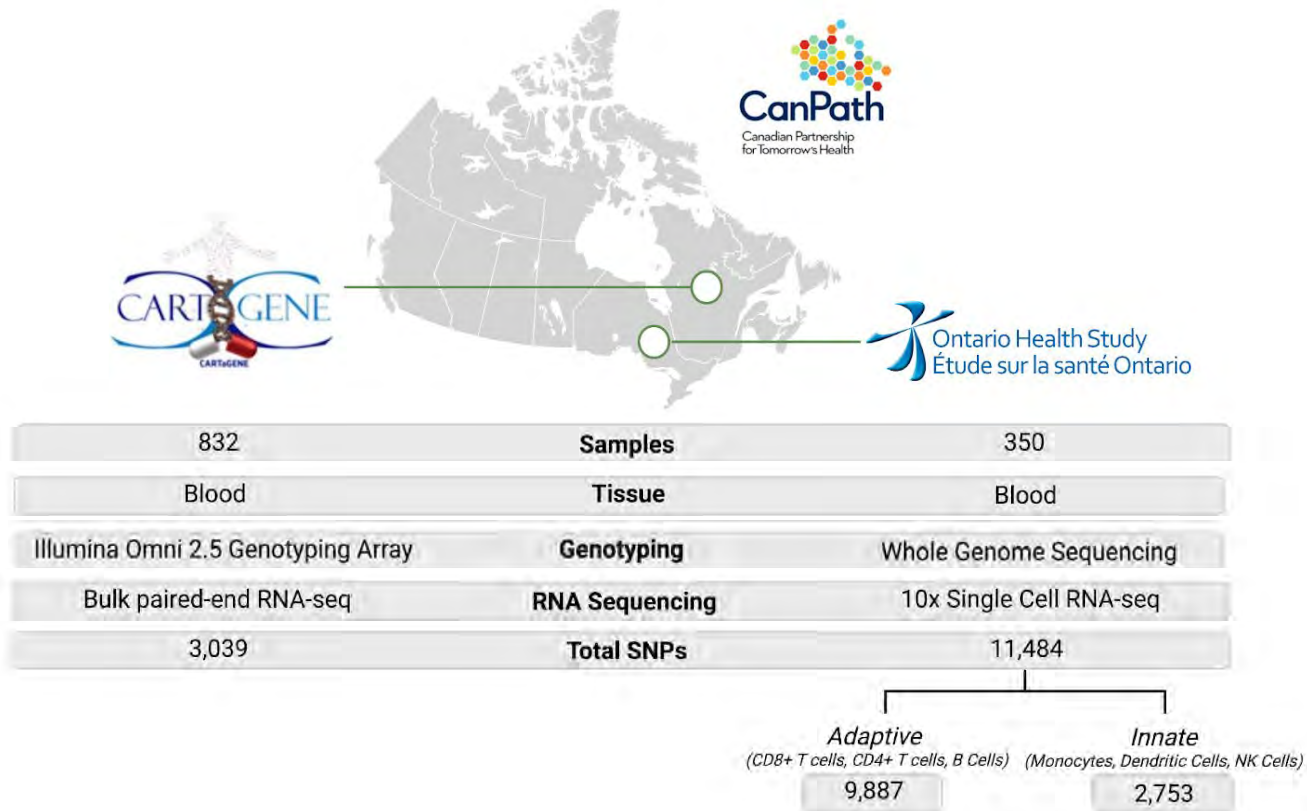 CanPath
Canadian Partnership
for Tomorrow's Health
CARTaGENE
CARTaGENE
Ontario Health Study
Étude sur la santé Ontario
832 Samples 350
Blood Tissue Blood
Illumina Omni 2.5 Genotyping Array Genotyping Whole Genome Sequencing
Bulk paired-end RNA-seq RNA Sequencing 10x Single Cell RNA-seq
3,039 Total SNPs 11,484
Adaptive Innate
(CD8+ T cells, CD4+ T cells, B Cells) (Monocytes, Dendritic Cells, NK Cells)
9,887 2,753